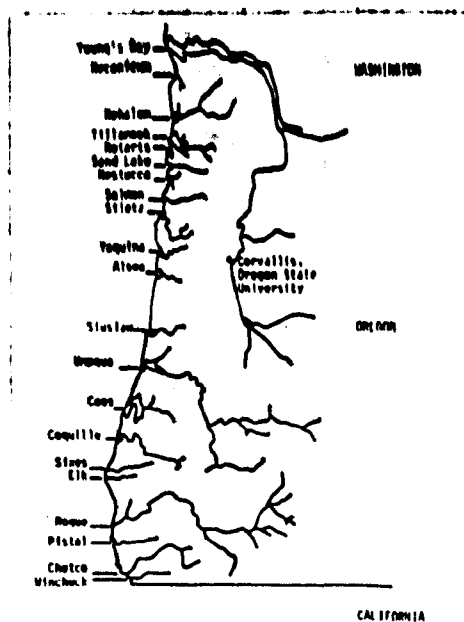 Young's Bay
Necanicum
WASHINGTON
Nehalem
Tillamook
Netarts
Sand Lake
Nestucca
Salmon
Siletz
Yaquina
Alsea
Corvallis,
Oregon State
University
Siuslaw
OREGON
Umpqua
Coos
Coquille
Sixes
Elk
Rogue
Pistol
Chetco
Winchuck
CALIFORNIA